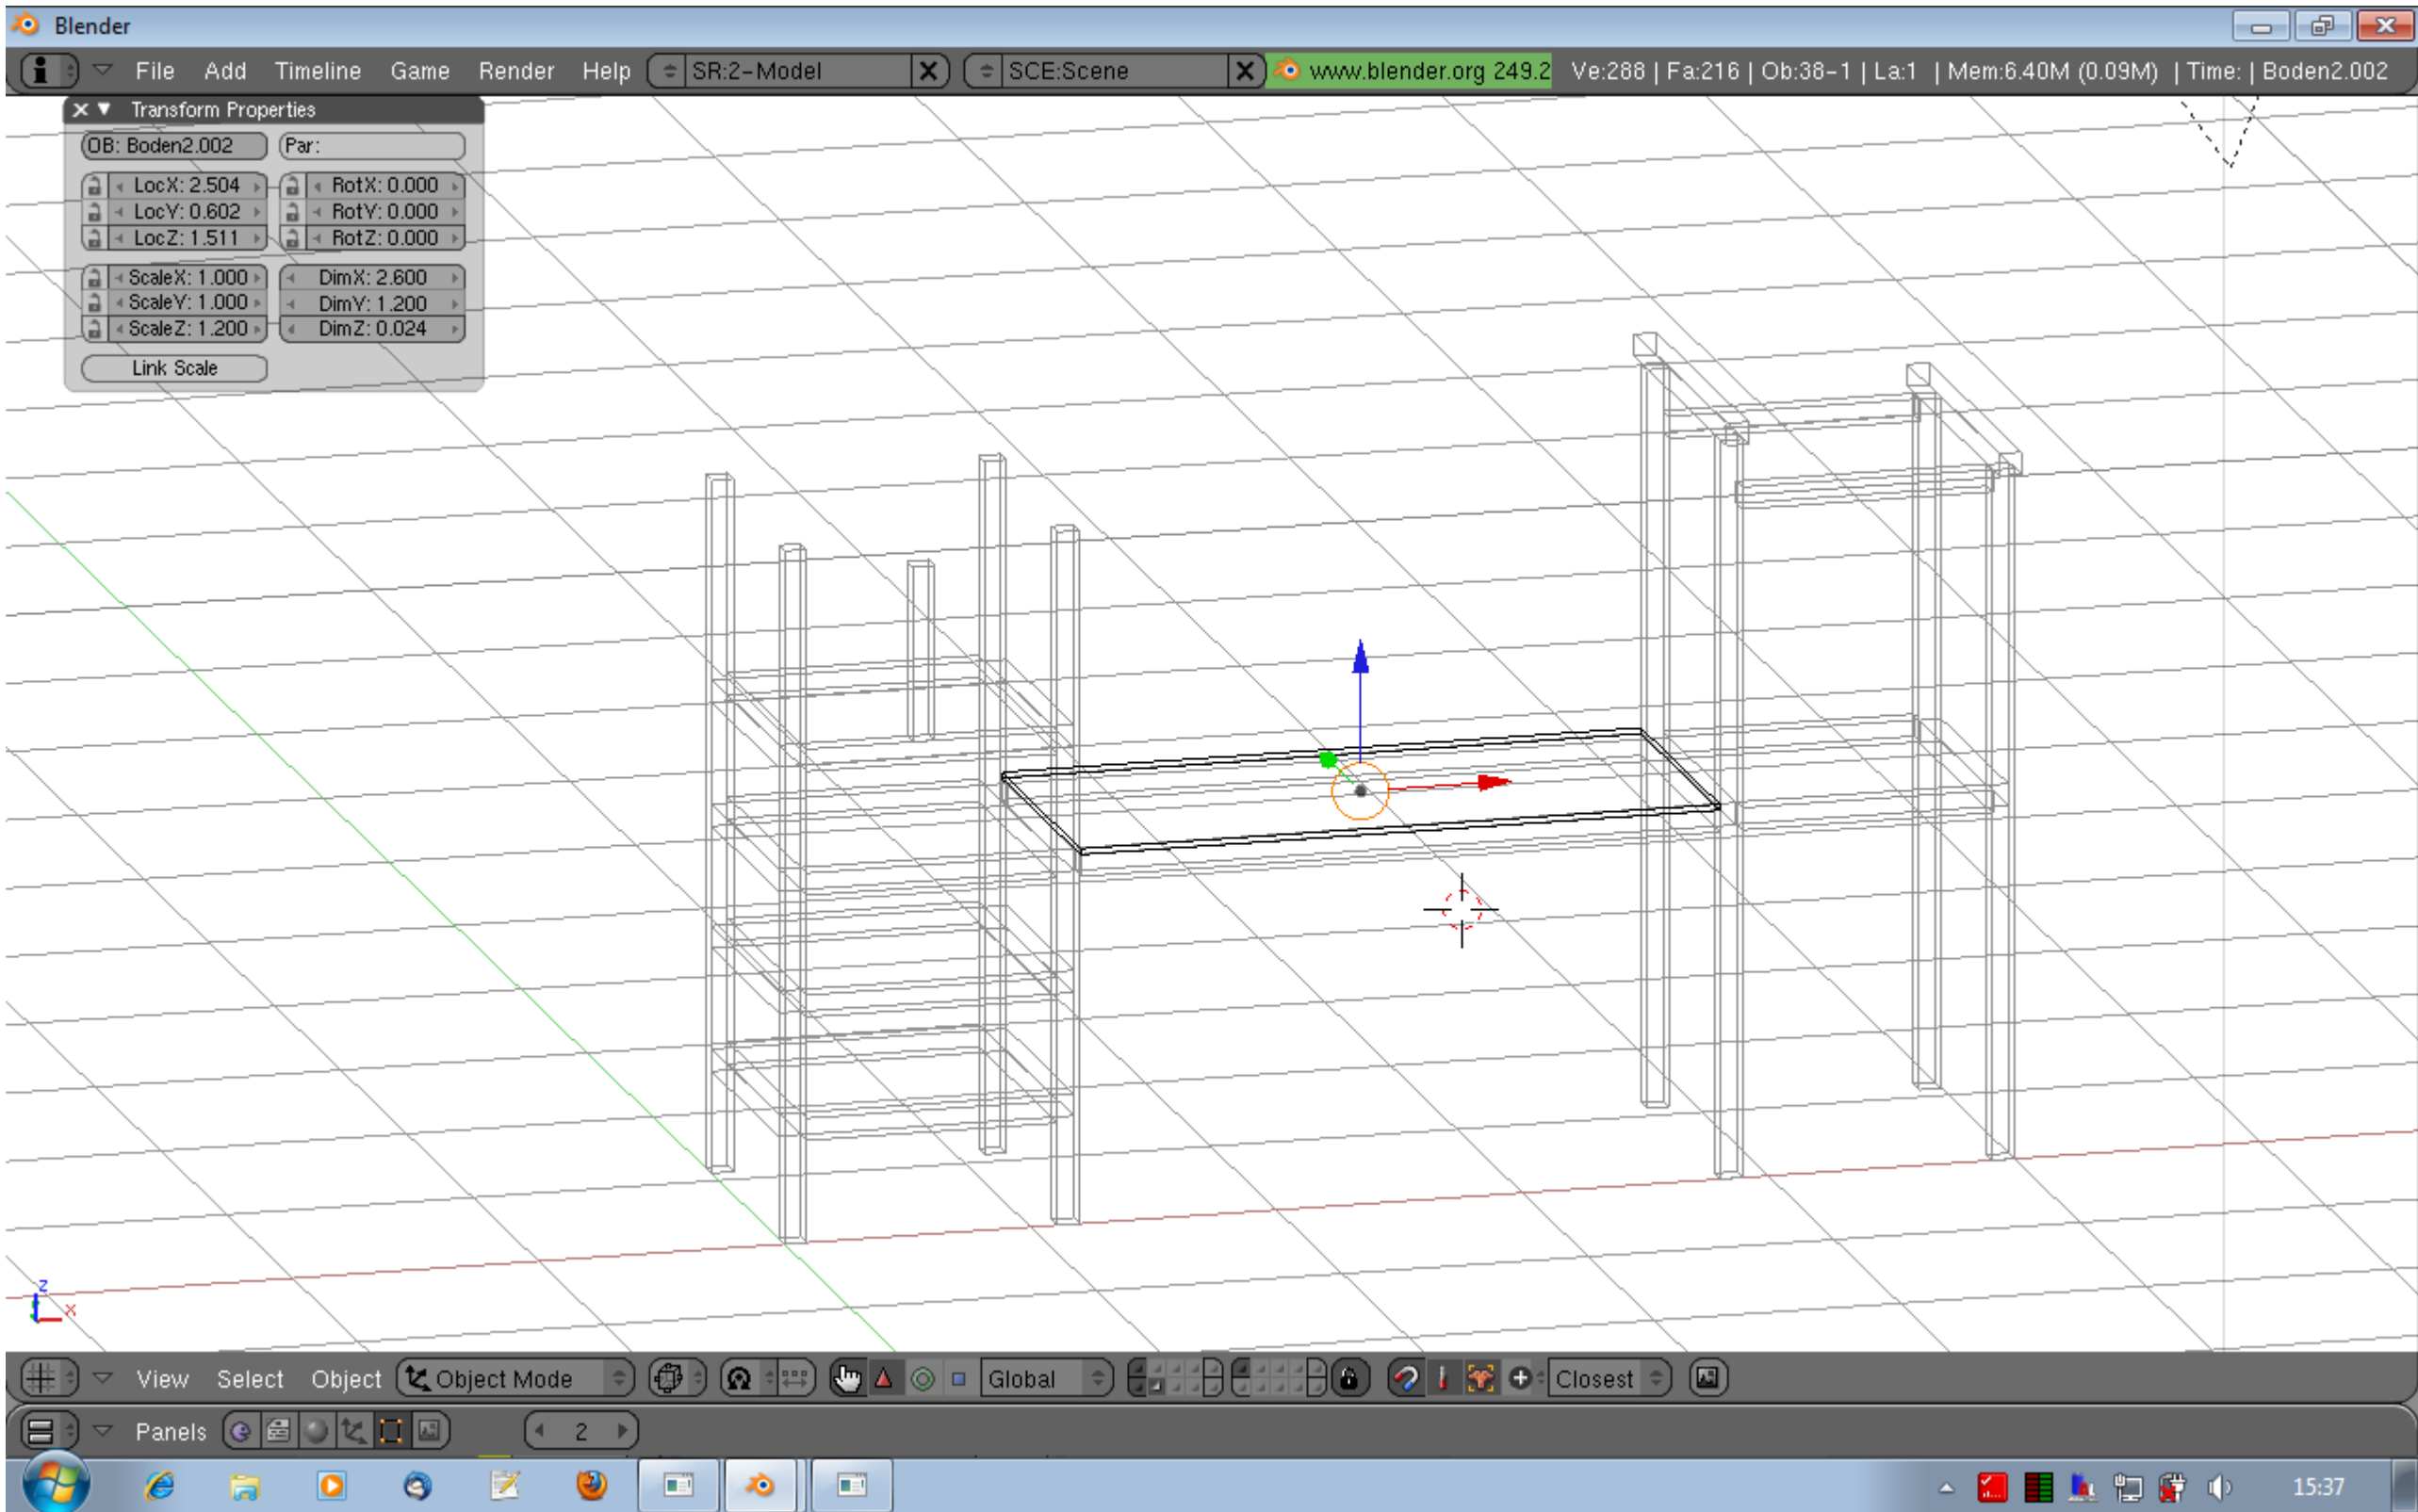 Blender
File Add Timeline Game Render Help SR:2-Model SCE:Scene www.blender.org 249.2 Ve:288 | Fa:216 | Ob:38-1 | La:1 | Mem:6.40M (0.09M) | Time: | Boden2.002
Transform Properties
OB: Boden2.002 Par:
LocX: 2.504 RotX: 0.000
LocY: 0.602 RotY: 0.000
LocZ: 1.511 RotZ: 0.000
ScaleX: 1.000 DimX: 2.600
ScaleY: 1.000 DimY: 1.200
ScaleZ: 1.200 DimZ: 0.024
Link Scale
z
x
View Select Object Object Mode Global Closest
Panels 2
15:37